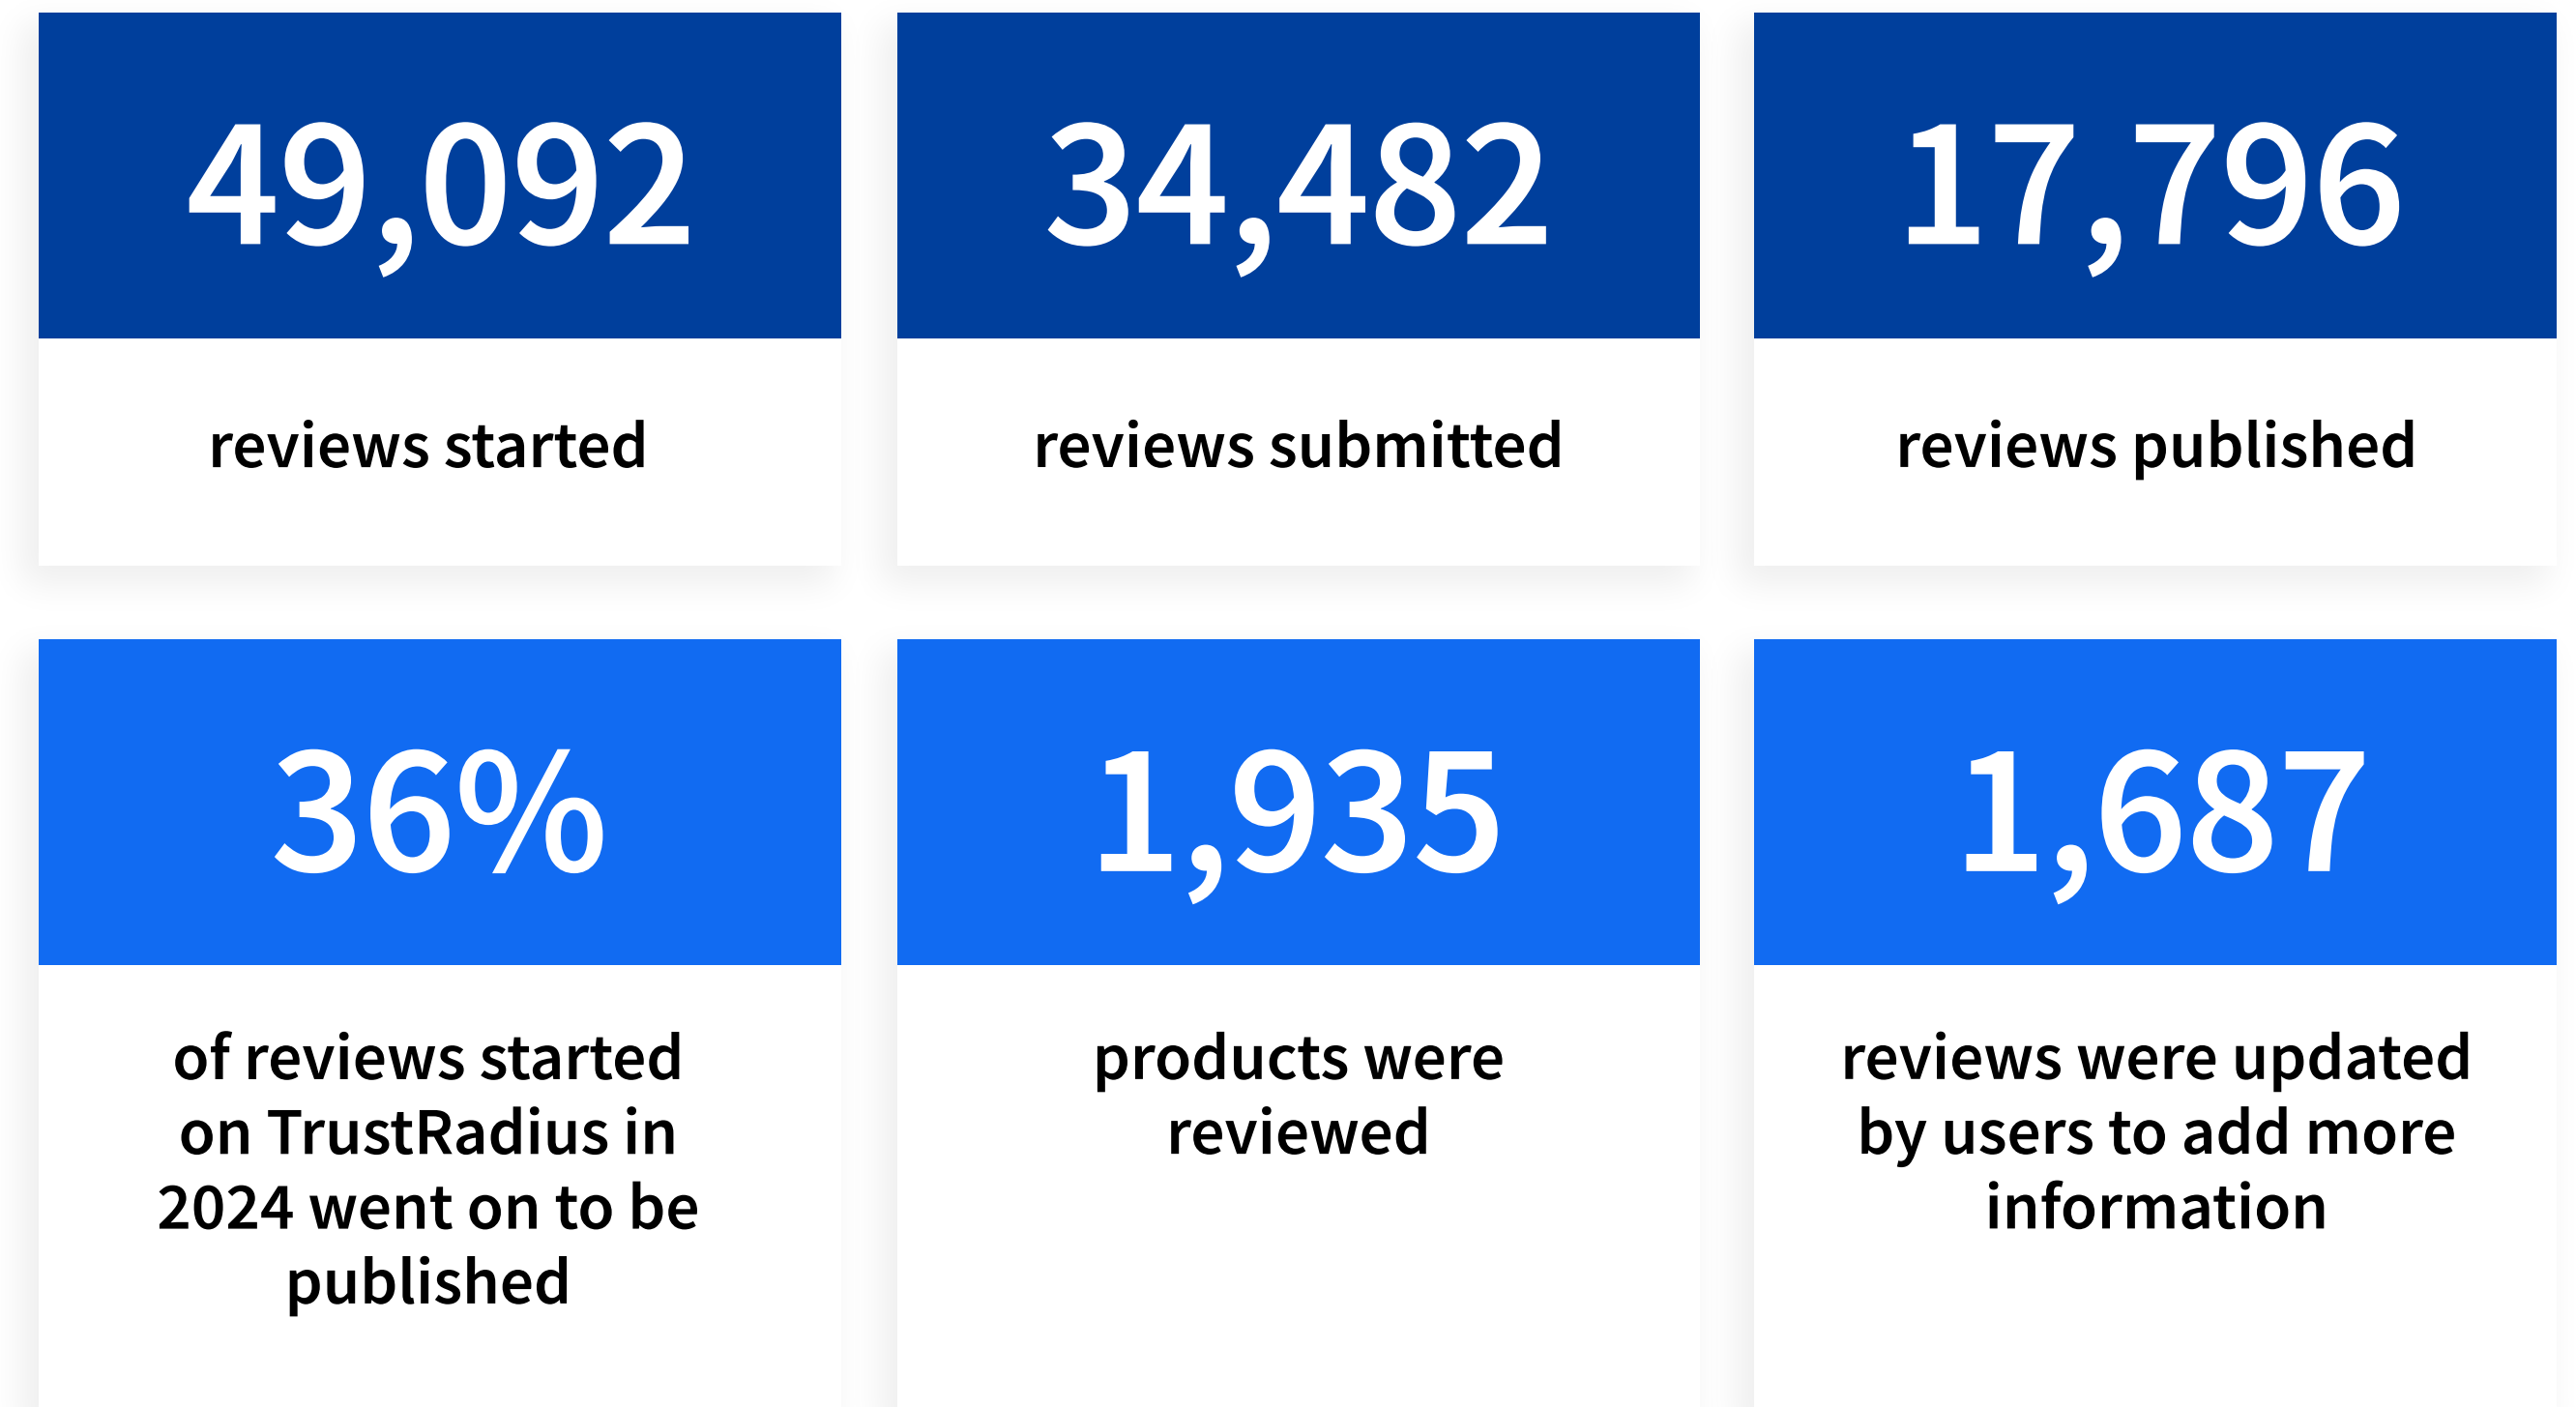 49,092
34,482
17,796
reviews started
reviews submitted
reviews published
36%
1,935
1,687
of reviews started
on TrustRadius in
2024 went on to be
published
products were
reviewed
reviews were updated
by users to add more
information